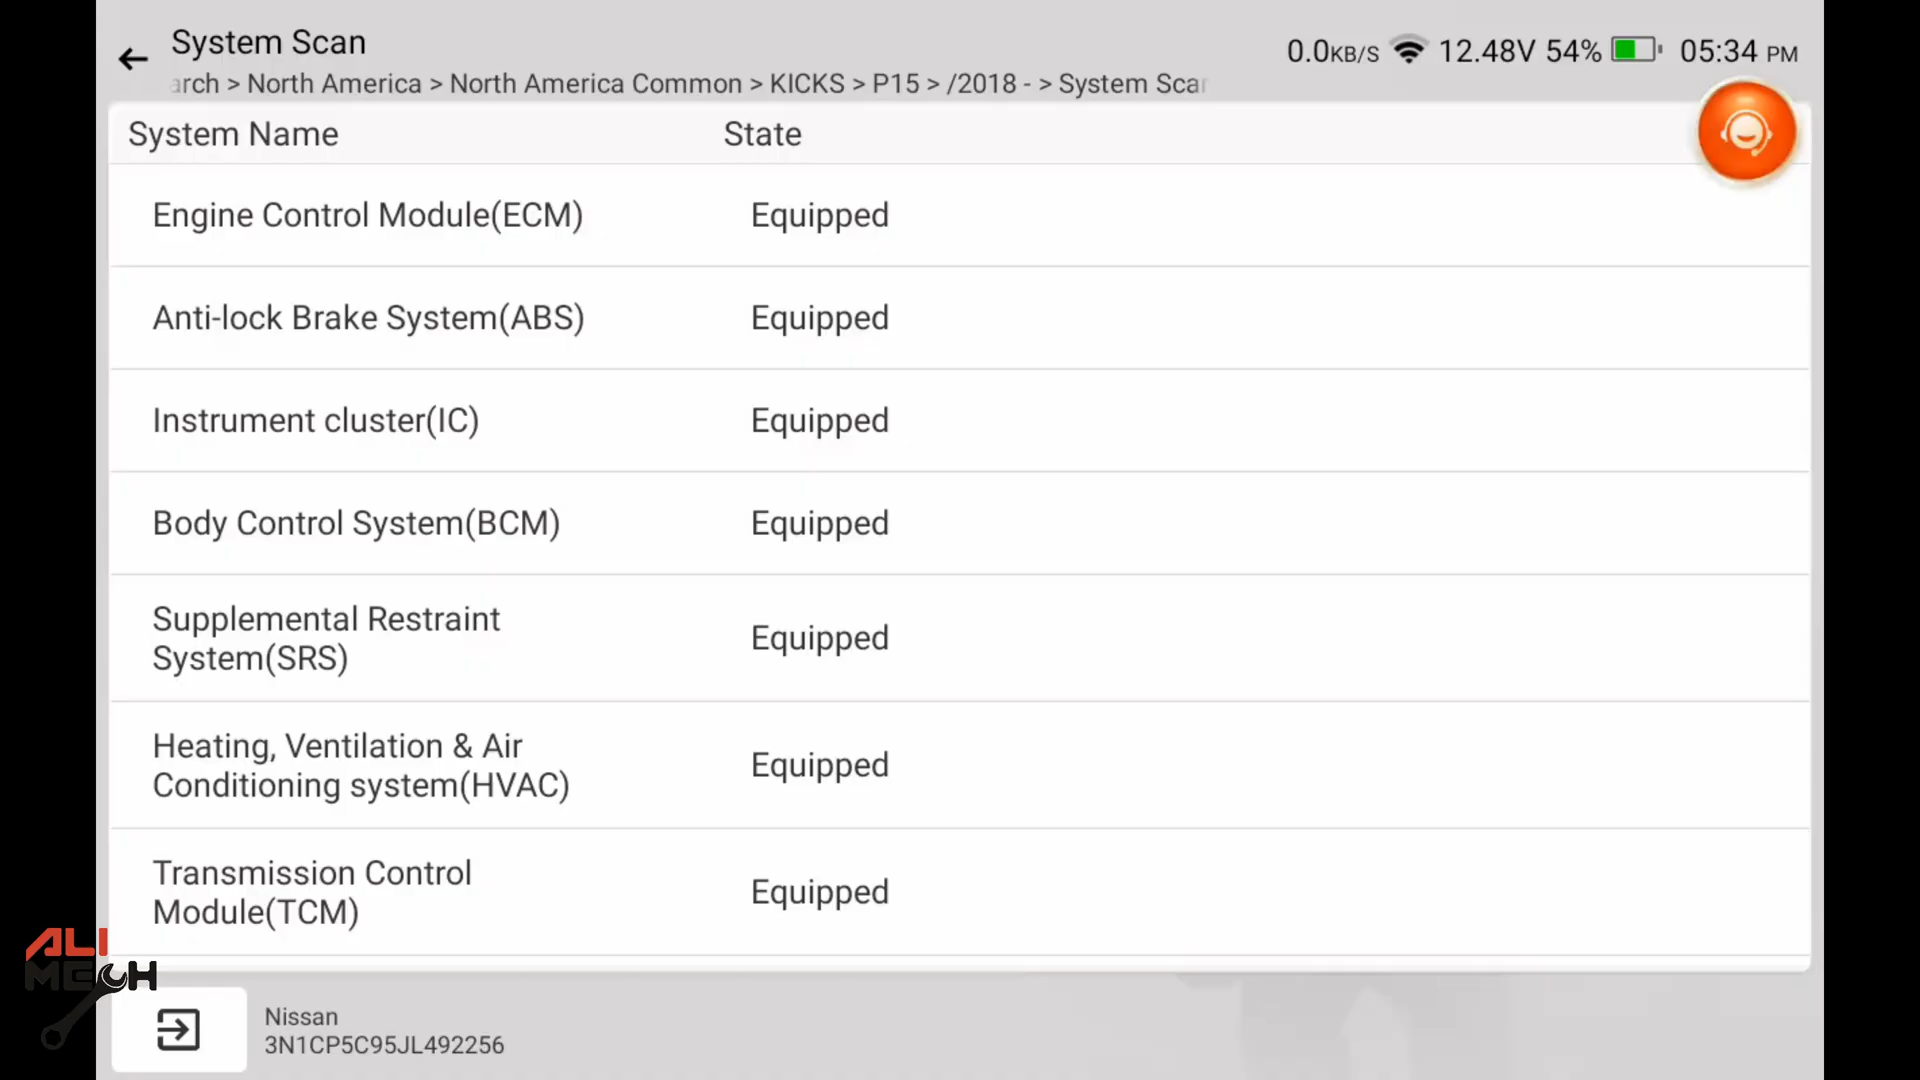 System Scan
0.0KB/S 12.48V 54% 05:34 PM
arch > North America > North America Common > KICKS > P15 > /2018 - > System Scan
System Name State
Engine Control Module(ECM) Equipped
Anti-lock Brake System(ABS) Equipped
Instrument cluster(IC) Equipped
Body Control System(BCM) Equipped
Supplemental Restraint
System(SRS)
Equipped
Heating, Ventilation & Air
Conditioning system(HVAC)
Equipped
Transmission Control
Module(TCM)
Equipped
ALI
MECH
Nissan
3N1CP5C95JL492256